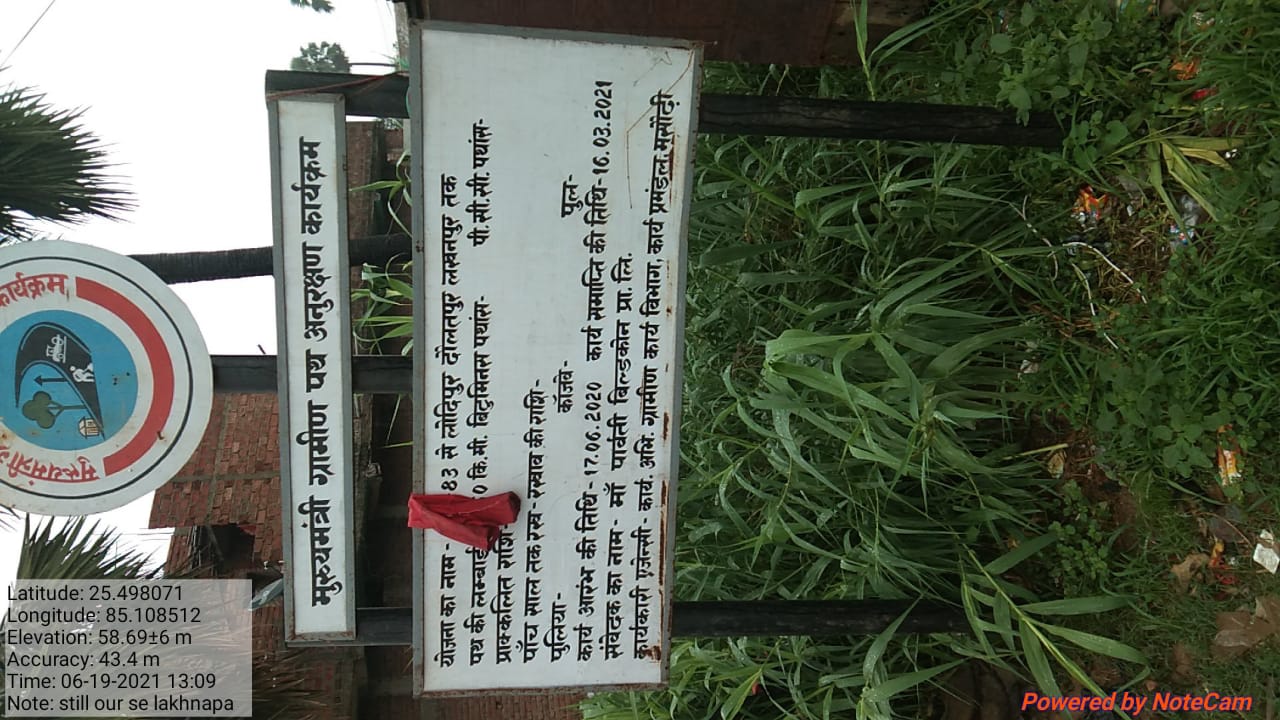 कार्यक्रम
मुख्यमंत्री
मुख्यमंत्री ग्रामीण पथ अनुरक्षण कार्यक्रम
योजना का नाम - 83 से लोदिपुर दौलतपुर लखनपुर तक
पथ की लम्बाई 0 कि.मी. बिटुमिनस पथांस- पी.सी.सी. पथांस-
प्राक्कलित राशि
पाँच साल तक रख-रखाव की राशि-
पुलिया- कॉजवे- पुल-
कार्य आरंभ की तिथि -17.06.2020 कार्य समाप्ति की तिथि-16.03.2021
संवेदक का नाम- माँ पार्वती बिल्डकॉन प्रा.लि.
कार्यकारी एजेन्सी- कार्य. अभि. ग्रामीण कार्य विभाग, कार्य प्रमंडल, मसौढ़ी
Latitude: 25.498071
Longitude: 85.108512
Elevation: 58.69±6 m
Accuracy: 43.4 m
Time: 06-19-2021 13:09
Note: still our se lakhnapa
Powered by NoteCam